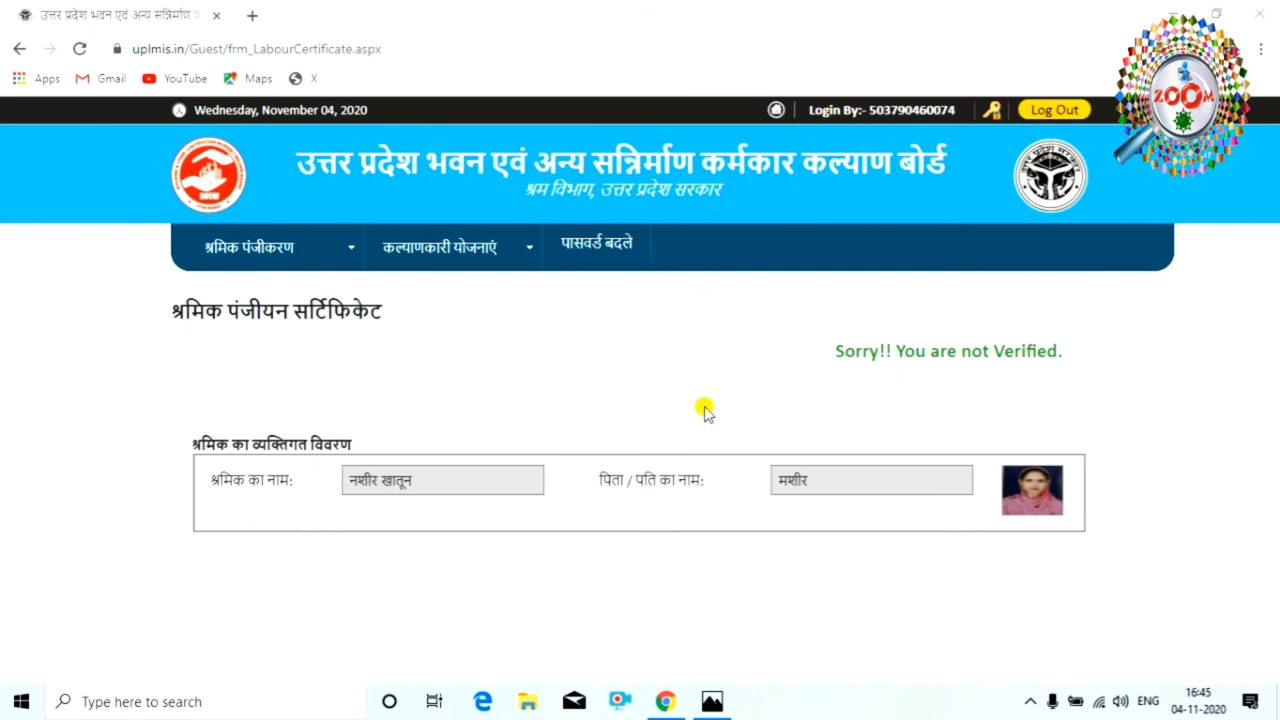 उत्तर प्रदेश भवन एवं अन्य सन्निर्माण
uplmis.in/Guest/frm_LabourCertificate.aspx
Apps Gmail YouTube Maps X
Wednesday, November 04, 2020 Login By:- 503790460074 Log Out
ZOOM
उत्तर प्रदेश भवन एवं अन्य सन्निर्माण कर्मकार कल्याण बोर्ड
श्रम विभाग, उत्तर प्रदेश सरकार
श्रमिक पंजीकरण कल्याणकारी योजनाएं पासवर्ड बदले
श्रमिक पंजीयन सर्टिफिकेट
Sorry!! You are not Verified.
श्रमिक का व्यक्तिगत विवरण
श्रमिक का नाम: नशीर खातून पिता / पति का नाम: मशीर
Type here to search ENG 16:45
04-11-2020